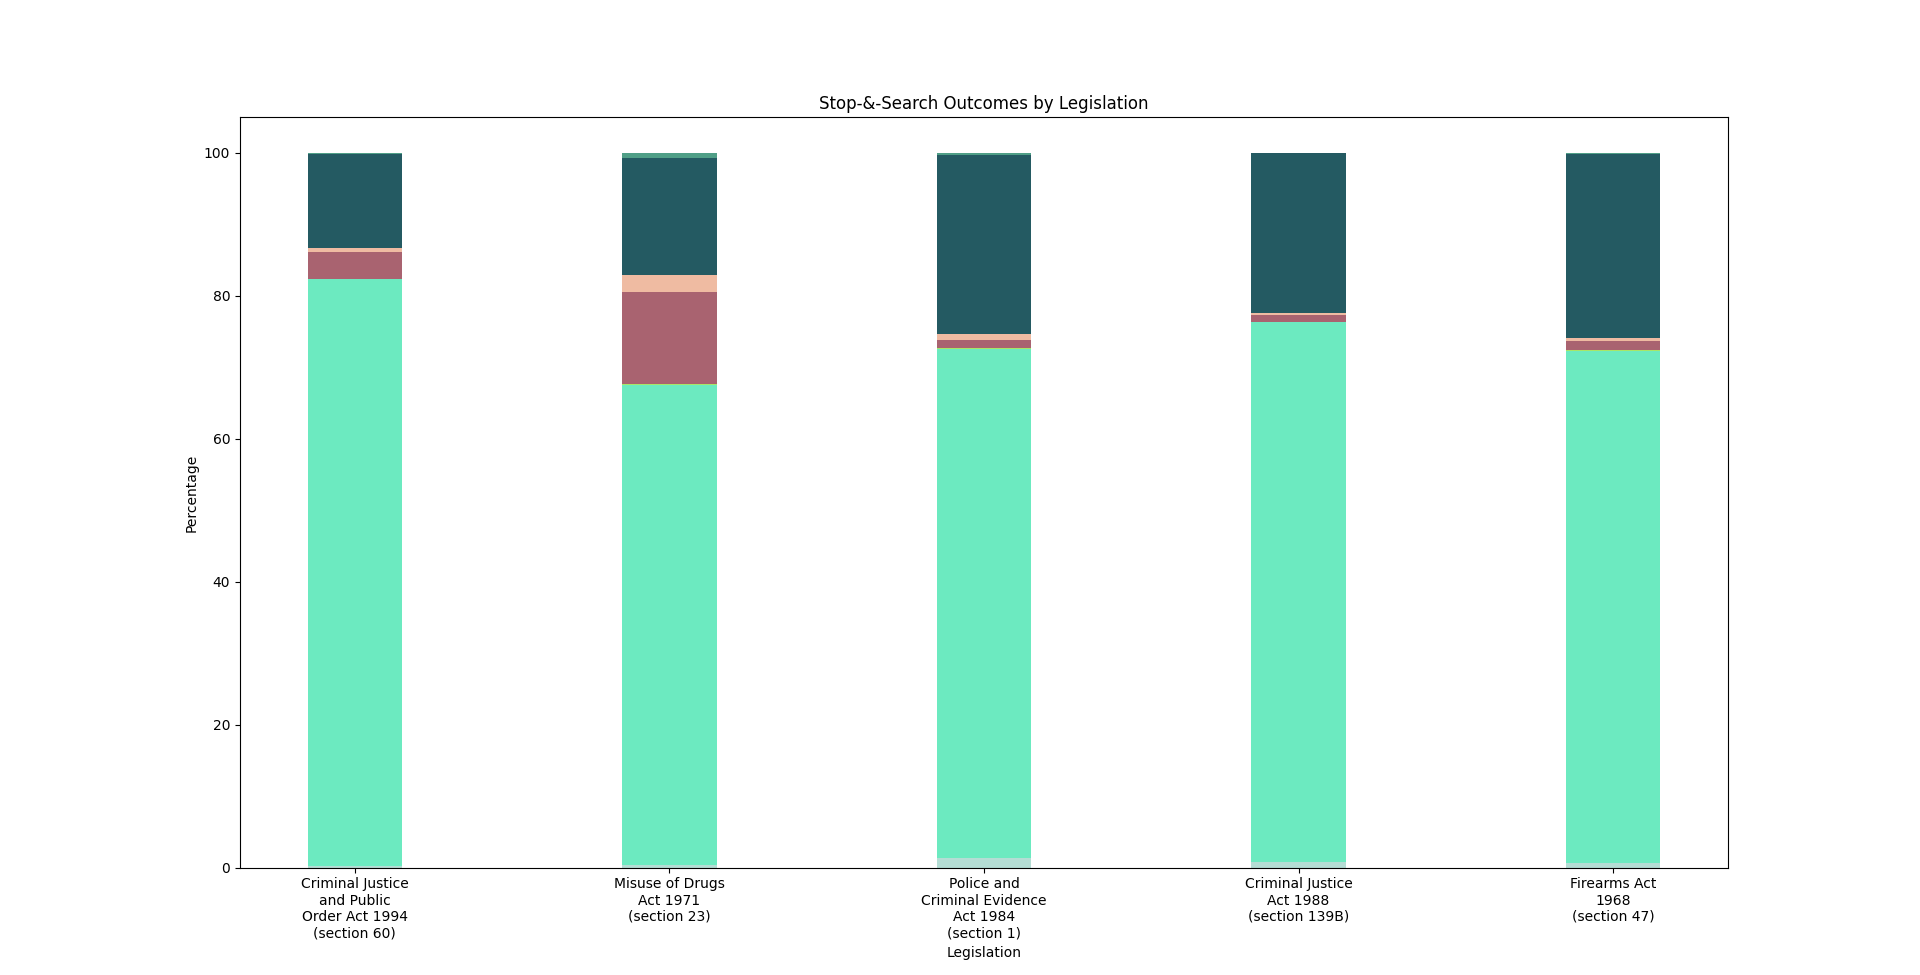 Stop-&-Search Outcomes by Legislation
100
80
60
40
20
0
Percentage
Criminal Justice
and Public
Order Act 1994
(section 60)
Misuse of Drugs
Act 1971
(section 23)
Police and
Criminal Evidence
Act 1984
(section 1)
Criminal Justice
Act 1988
(section 139B)
Firearms Act
1968
(section 47)
Legislation